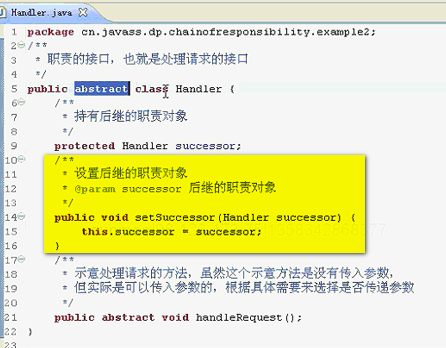 Handler.java
1 package cn.javass.dp.chainofresponsibility.example2;
2 /**
3 * 职责的接口，也就是处理请求的接口
4 */
5 public abstract class Handler {
6 /**
7 * 持有后继的职责对象
8 */
9 protected Handler successor;
10 /**
11 * 设置后继的职责对象
12 * @param successor 后继的职责对象
13 */
14 public void setSuccessor(Handler successor) {
15 this.successor = successor;
16 }
17 /**
18 * 示意处理请求的方法，虽然这个示意方法是没有传入参数，
19 * 但实际是可以传入参数的，根据具体需要来选择是否传递参数
20 */
21 public abstract void handleRequest();
22 }